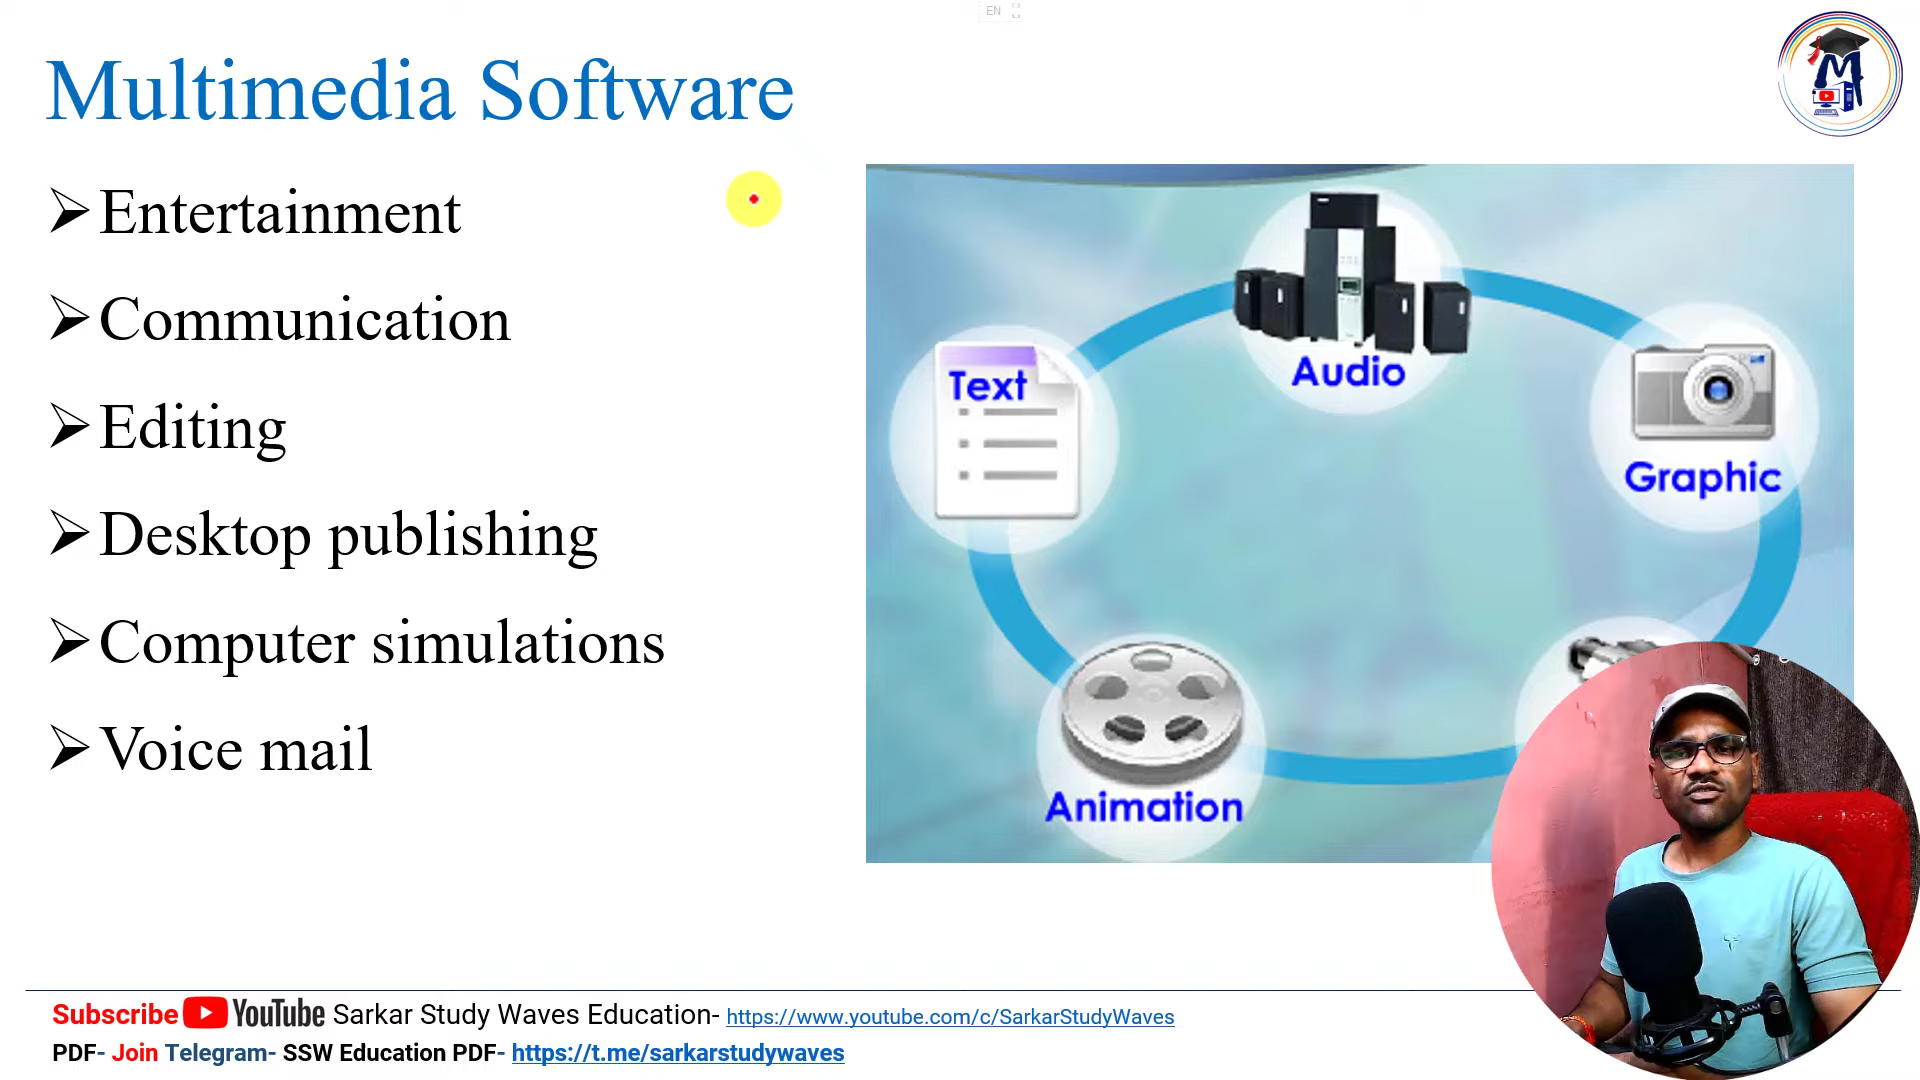 EN
Multimedia Software
Entertainment
Communication
Editing
Desktop publishing
Computer simulations
Voice mail
Audio
Text
Graphic
Animation
Subscribe YouTube Sarkar Study Waves Education- https://www.youtube.com/c/SarkarStudyWaves
PDF- Join Telegram- SSW Education PDF- https://t.me/sarkarstudywaves